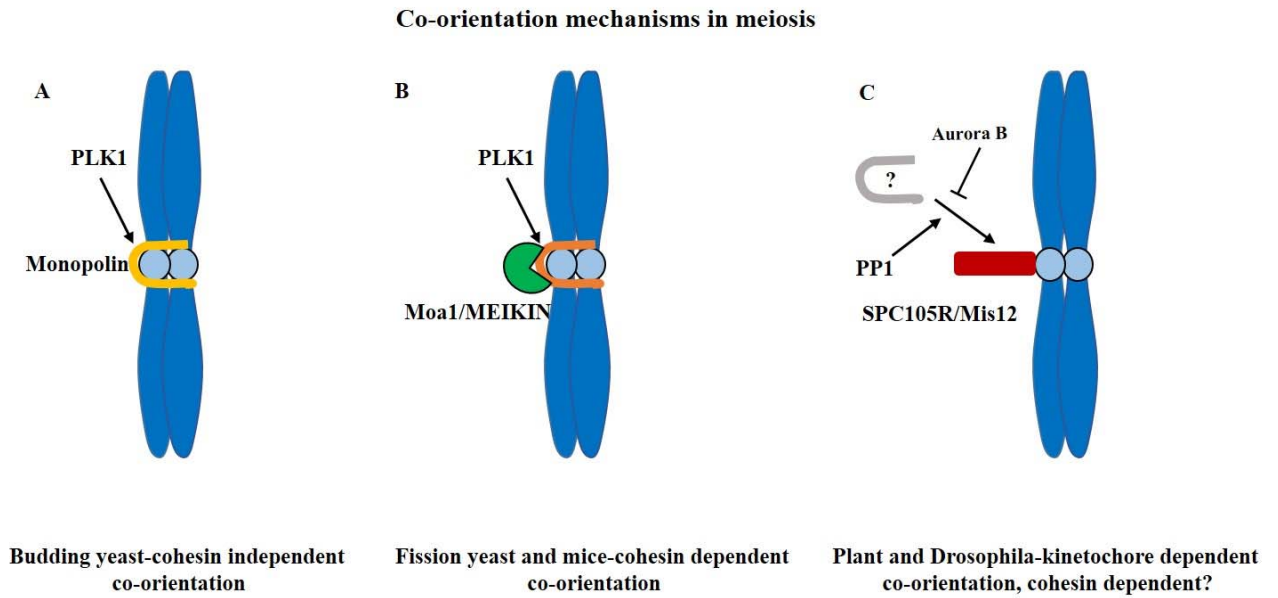 Co-orientation mechanisms in meiosis
A
PLK1
Monopolin
Budding yeast-cohesin independent
co-orientation
B
PLK1
Moa1/MEIKIN
Fission yeast and mice-cohesin dependent
co-orientation
C
Aurora B
?
PP1
SPC105R/Mis12
Plant and Drosophila-kinetochore dependent
co-orientation, cohesin dependent?